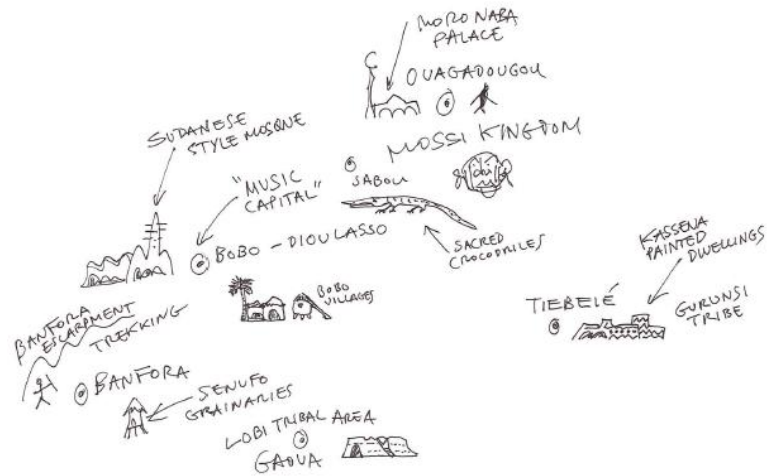 MORO NABA
PALACE
OUAGADOUGOU
MOSSI KINGDOM
SABOU
SUDANESE
STYLE MOSQUE
"MUSIC
CAPITAL"
BOBO - DIOULASSO
SACRED
CROCODRILES
KASSENA
PAINTED
DWELLINGS
BOBO
VILLAGES
TIEBELÉ
GURUNSI
TRIBE
BANFORA
ESCARPMENT
TREKKING
BANFORA
SENUFO
GRAINARIES
LOBI TRIBAL AREA
GAOUA